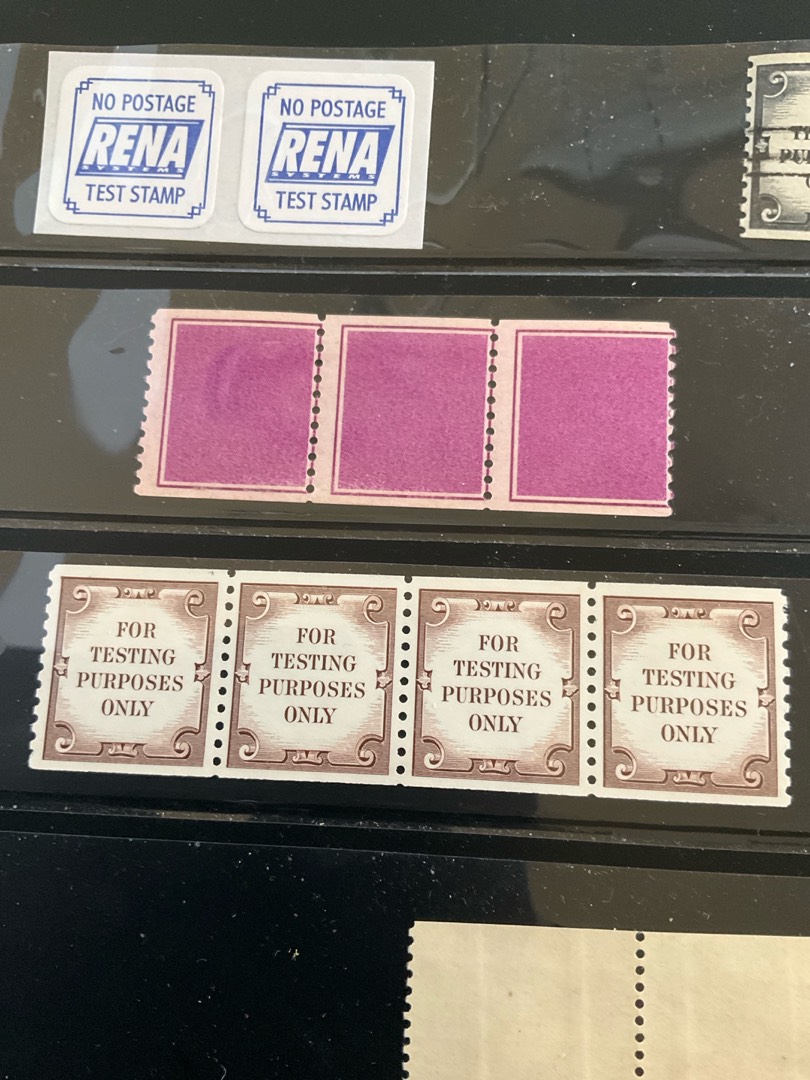 NO POSTAGE
RENA
SYSTEMS
TEST STAMP
NO POSTAGE
RENA
SYSTEMS
TEST STAMP
FOR
TESTING
PURPOSES
ONLY
FOR
TESTING
PURPOSES
ONLY
FOR
TESTING
PURPOSES
ONLY
FOR
TESTING
PURPOSES
ONLY